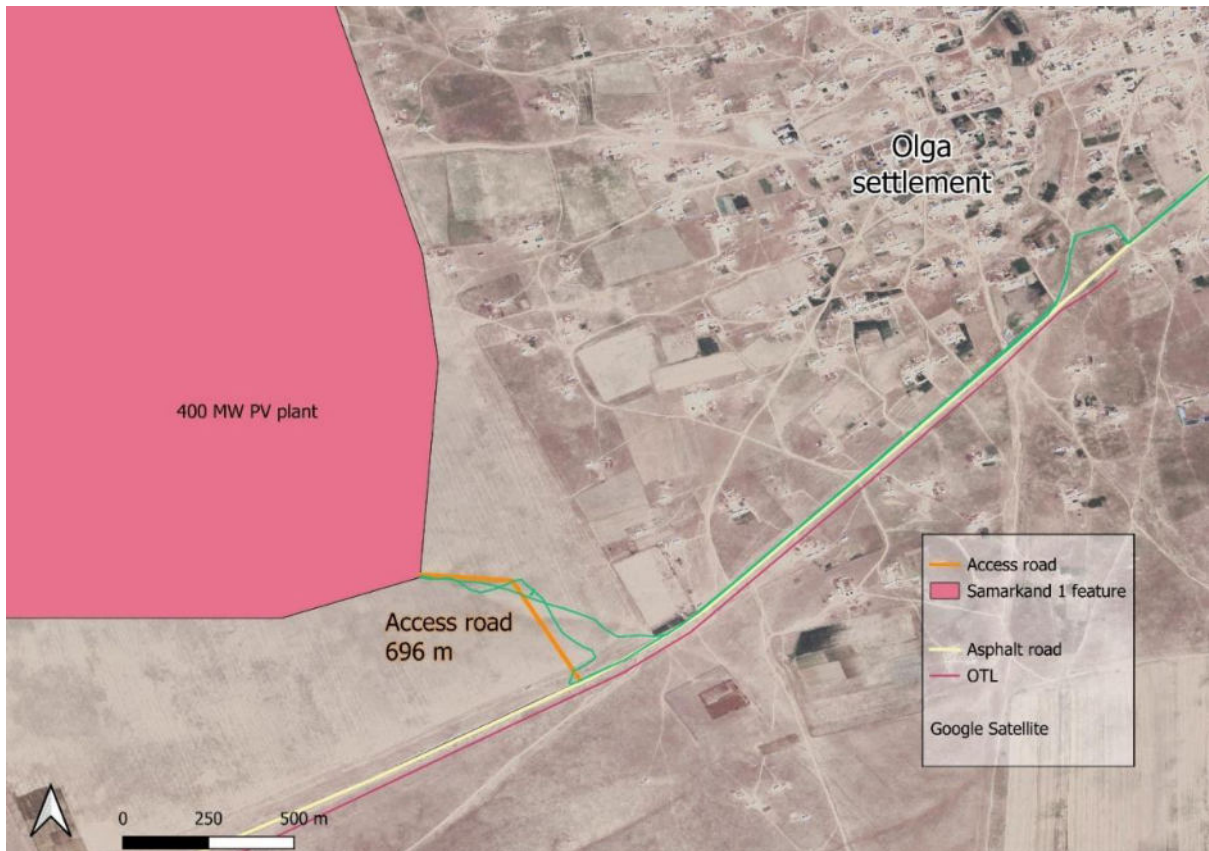 Olga
settlement
400 MW PV plant
Access road
696 m
Access road
Samarkand 1 feature
Asphalt road
OTL
Google Satellite
0 250 500 m